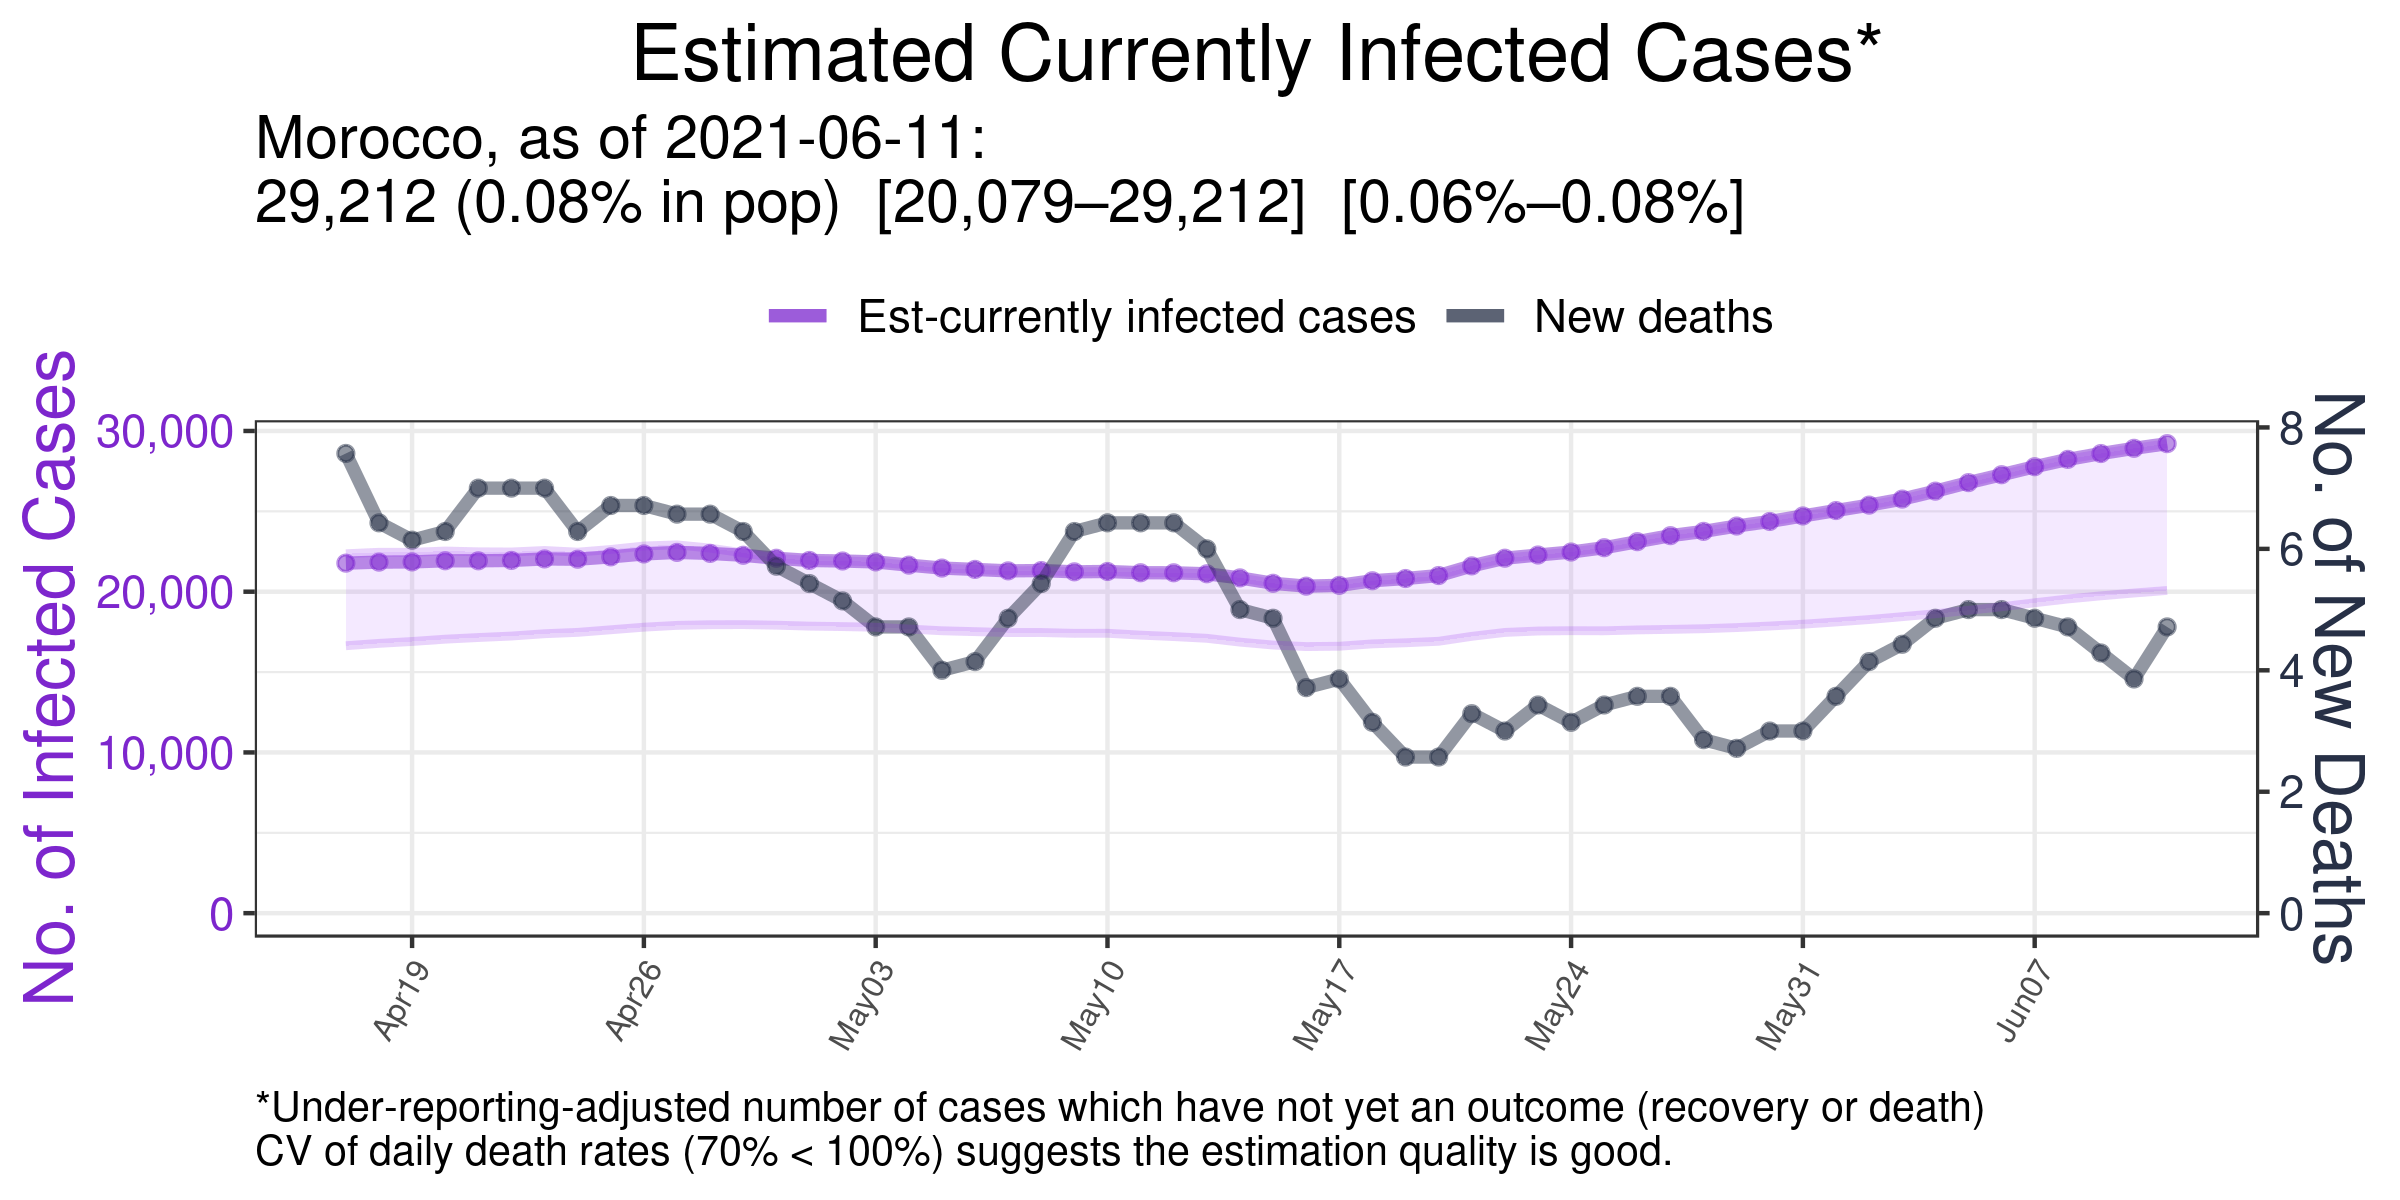 Estimated Currently Infected Cases*
Morocco, as of 2021-06-11:
29,212 (0.08% in pop)  [20,079–29,212]  [0.06%–0.08%]
Est-currently infected cases
New deaths
No. of Infected Cases
30,000
20,000
10,000
0
8
6
4
2
0
No. of New Deaths
Apr19
Apr26
May03
May10
May17
May24
May31
Jun07
*Under-reporting-adjusted number of cases which have not yet an outcome (recovery or death)
CV of daily death rates (70% < 100%) suggests the estimation quality is good.